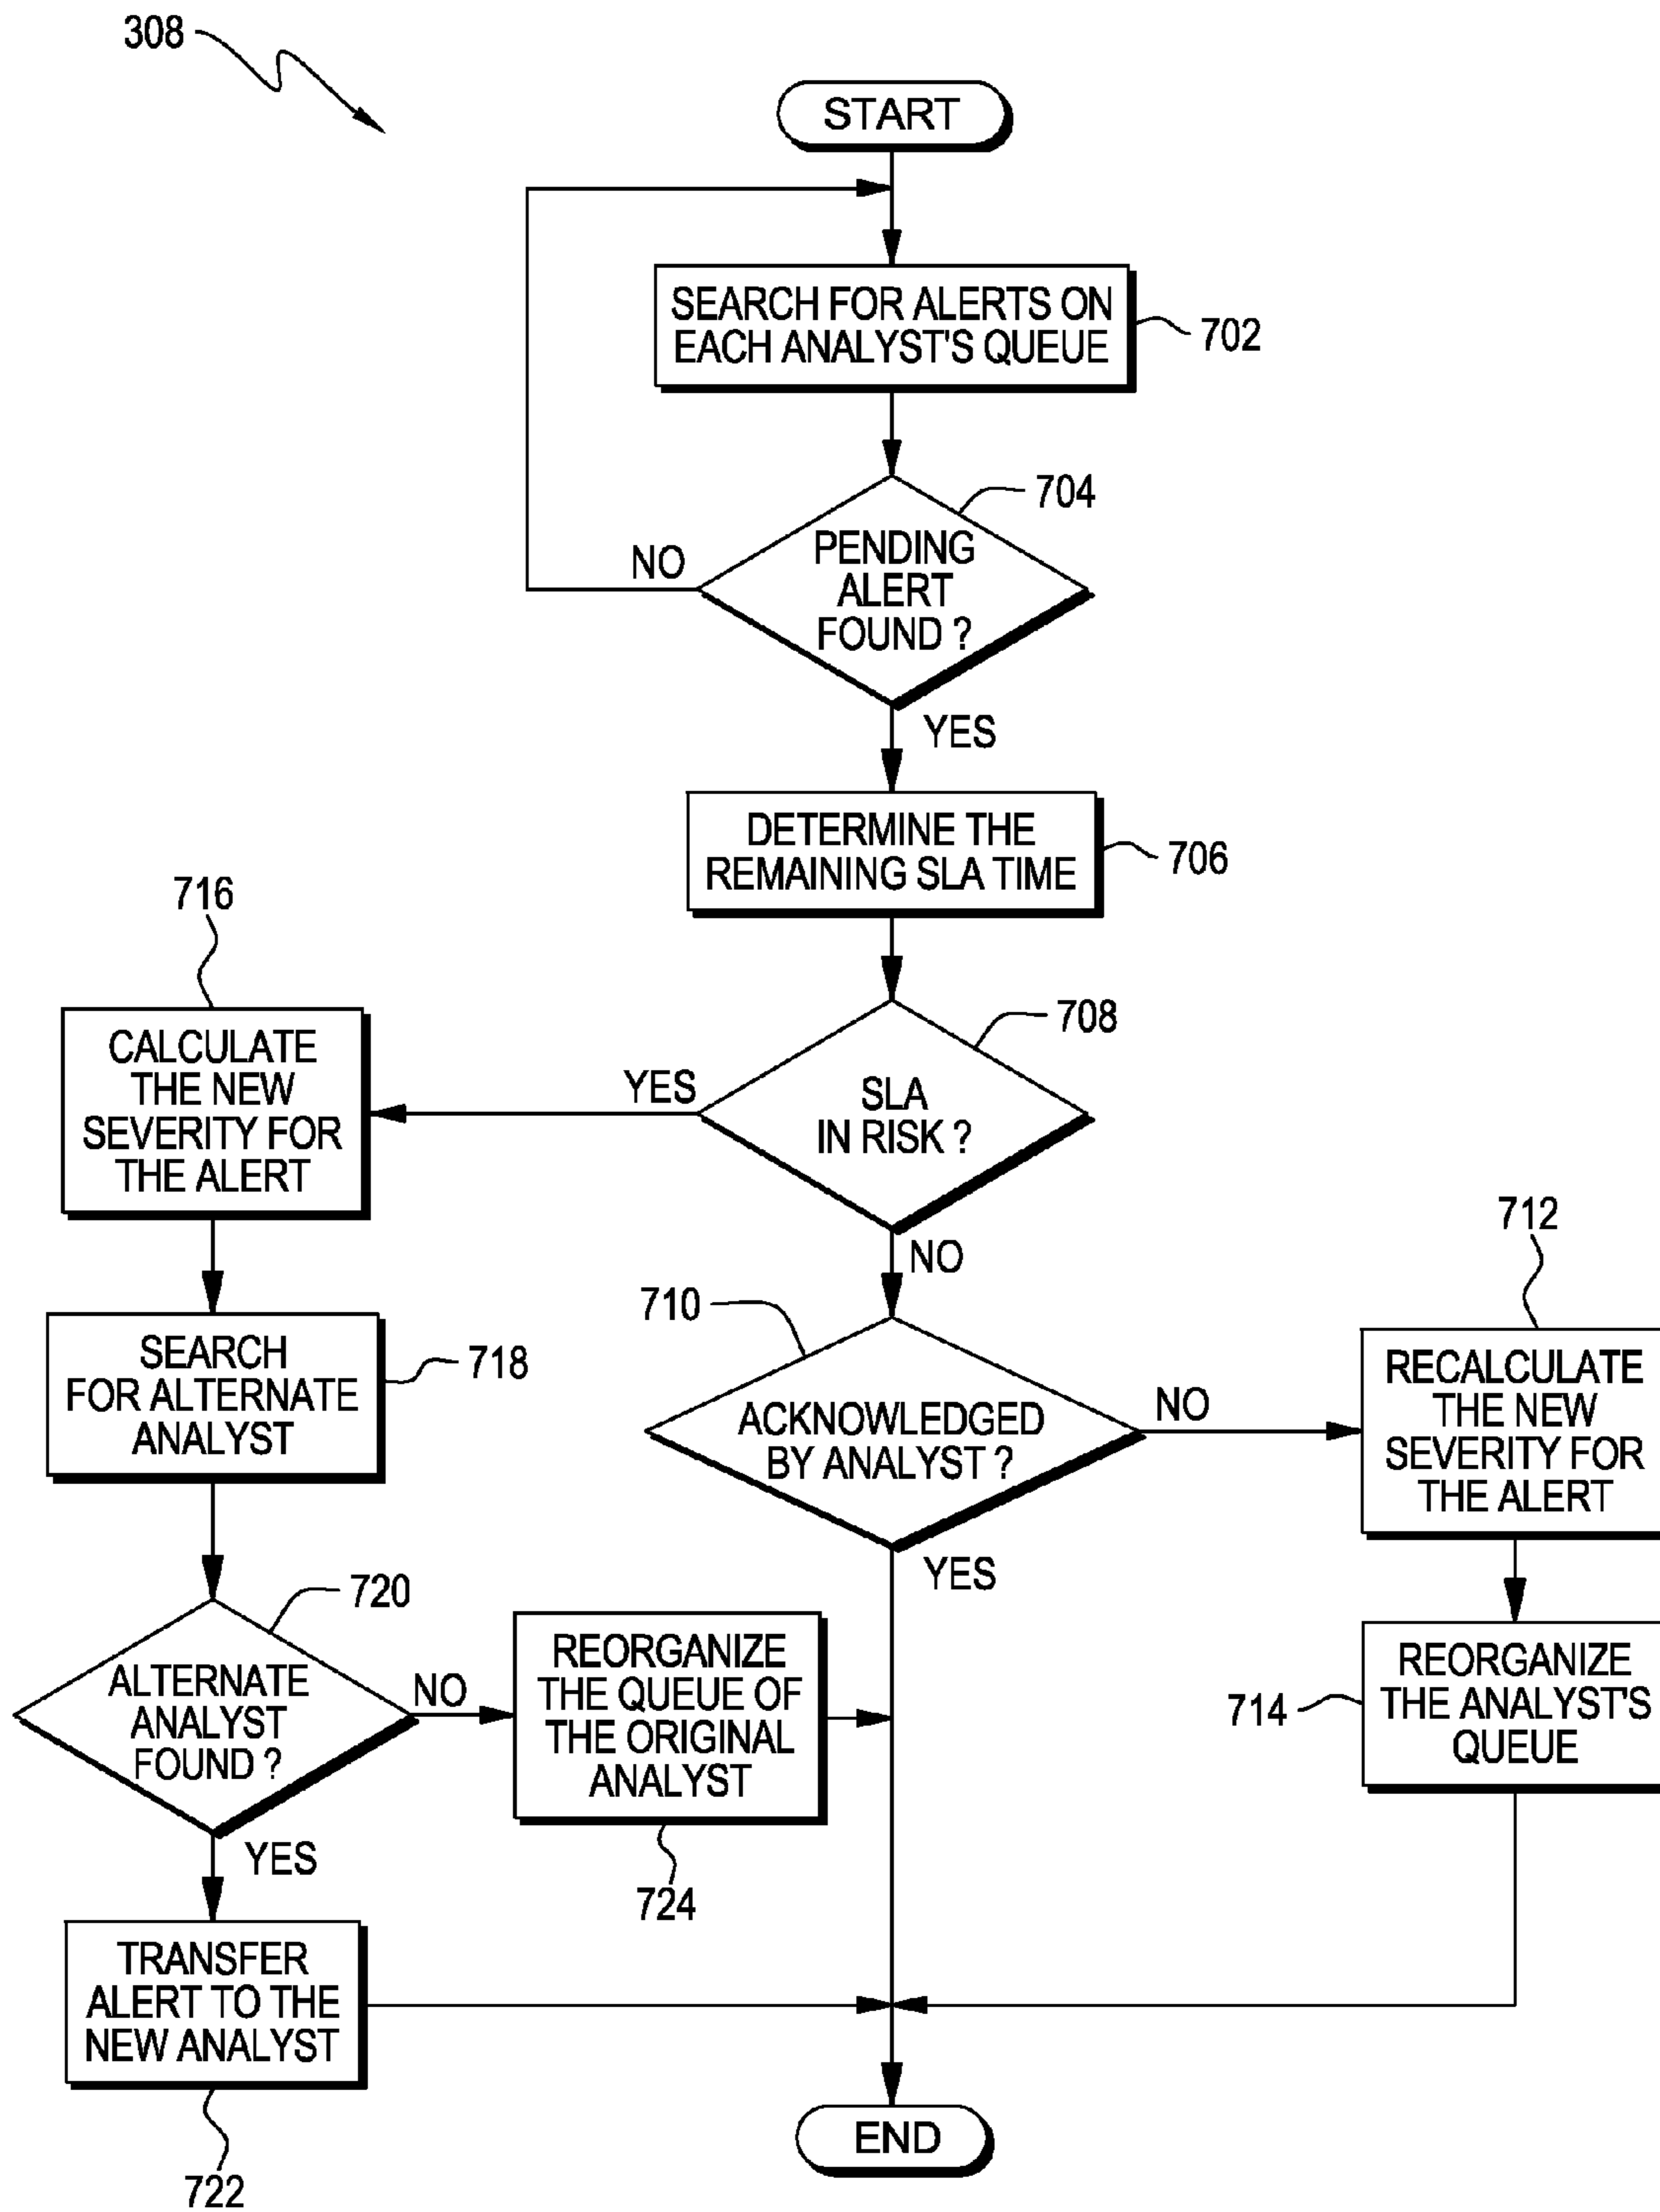 308
START
SEARCH FOR ALERTS ON
EACH ANALYST'S QUEUE
702
704
PENDING
ALERT
FOUND ?
NO
YES
DETERMINE THE
REMAINING SLA TIME
706
716
708
CALCULATE
THE NEW
SEVERITY FOR
THE ALERT
YES
SLA
IN RISK ?
NO
712
710
SEARCH
FOR ALTERNATE
ANALYST
718
ACKNOWLEDGED
BY ANALYST ?
NO
RECALCULATE
THE NEW
SEVERITY FOR
THE ALERT
YES
720
ALTERNATE
ANALYST
FOUND ?
NO
REORGANIZE
THE QUEUE OF
THE ORIGINAL
ANALYST
714
REORGANIZE
THE ANALYST'S
QUEUE
YES
724
TRANSFER
ALERT TO THE
NEW ANALYST
END
722